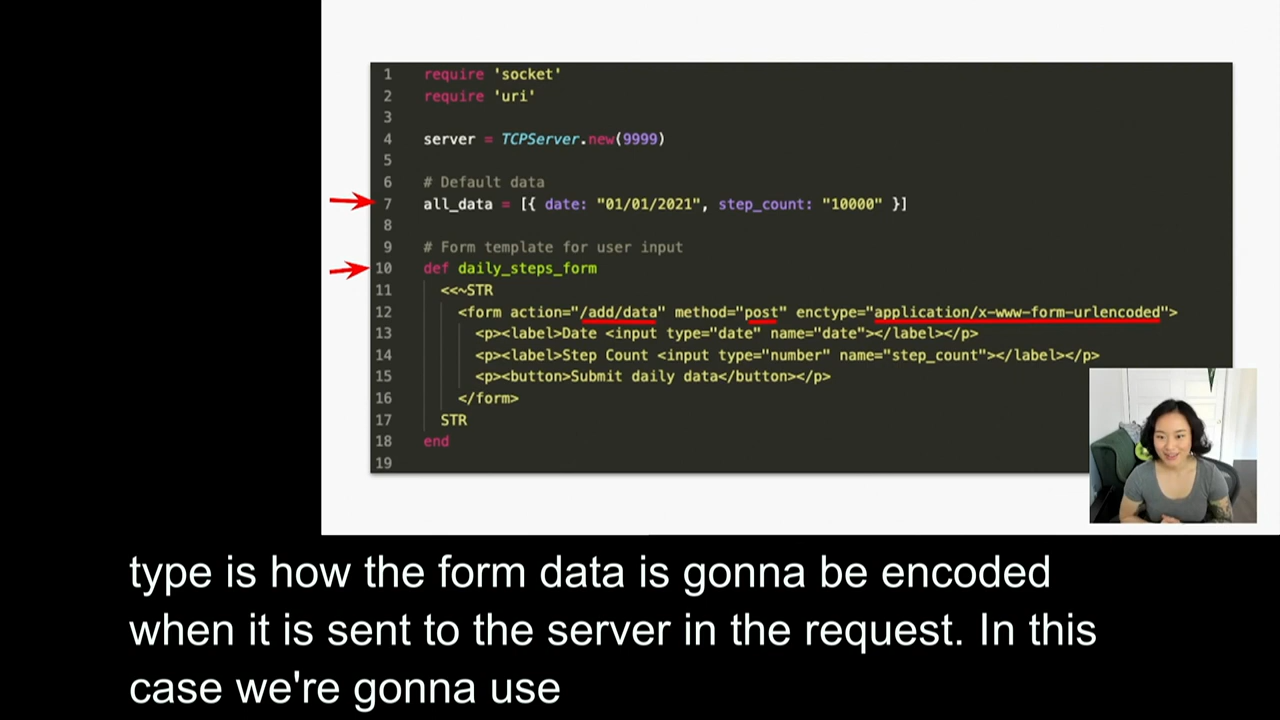 1 require 'socket'
2 require 'uri'
3
4 server = TCPServer.new(9999)
5
6 # Default data
7 all_data = [{ date: "01/01/2021", step_count: "10000" }]
8
9 # Form template for user input
10 def daily_steps_form
11 <<~STR
12 <form action="/add/data" method="post" enctype="application/x-www-form-urlencoded">
13 <p><label>Date <input type="date" name="date"></label></p>
14 <p><label>Step Count <input type="number" name="step_count"></label></p>
15 <p><button>Submit daily data</button></p>
16 </form>
17 STR
18 end
19
type is how the form data is gonna be encoded
when it is sent to the server in the request. In this
case we're gonna use